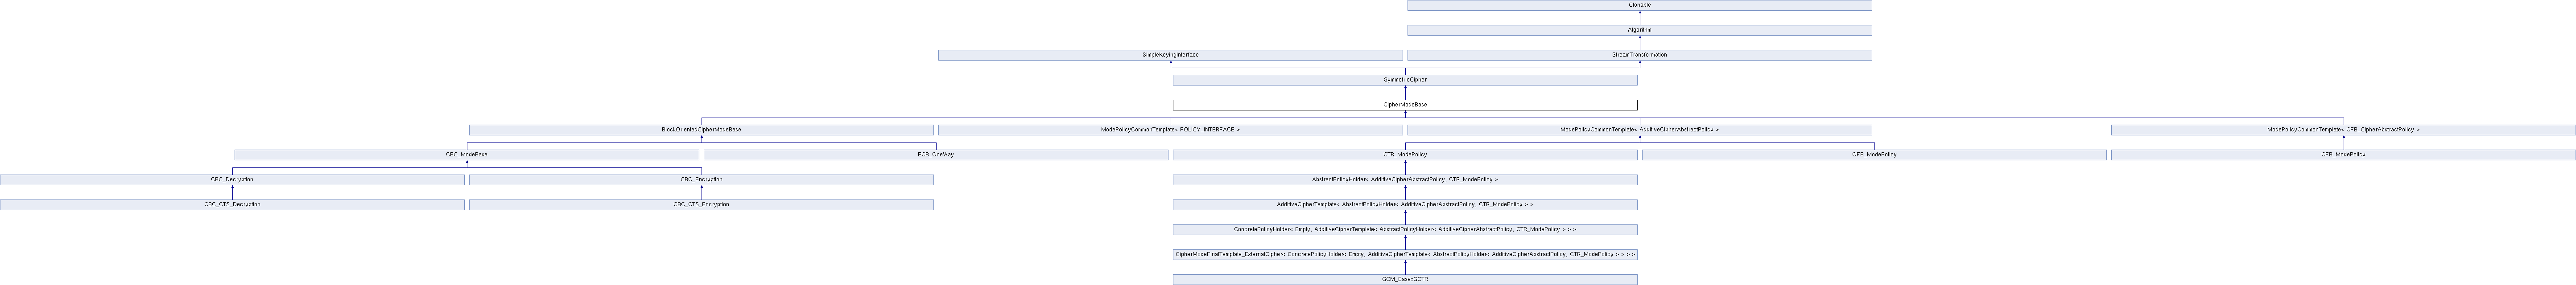 Clonable
Algorithm
SimpleKeyingInterface
StreamTransformation
SymmetricCipher
CipherModeBase
BlockOrientedCipherModeBase
ModePolicyCommonTemplate< POLICY_INTERFACE >
ModePolicyCommonTemplate< AdditiveCipherAbstractPolicy >
ModePolicyCommonTemplate< CFB_CipherAbstractPolicy >
CBC_ModeBase
ECB_OneWay
CTR_ModePolicy
OFB_ModePolicy
CFB_ModePolicy
CBC_Decryption
CBC_Encryption
AbstractPolicyHolder< AdditiveCipherAbstractPolicy, CTR_ModePolicy >
CBC_CTS_Decryption
CBC_CTS_Encryption
AdditiveCipherTemplate< AbstractPolicyHolder< AdditiveCipherAbstractPolicy, CTR_ModePolicy > >
ConcretePolicyHolder< Empty, AdditiveCipherTemplate< AbstractPolicyHolder< AdditiveCipherAbstractPolicy, CTR_ModePolicy > > >
CipherModeFinalTemplate_ExternalCipher< ConcretePolicyHolder< Empty, AdditiveCipherTemplate< AbstractPolicyHolder< AdditiveCipherAbstractPolicy, CTR_ModePolicy > > > >
GCM_Base::GCTR